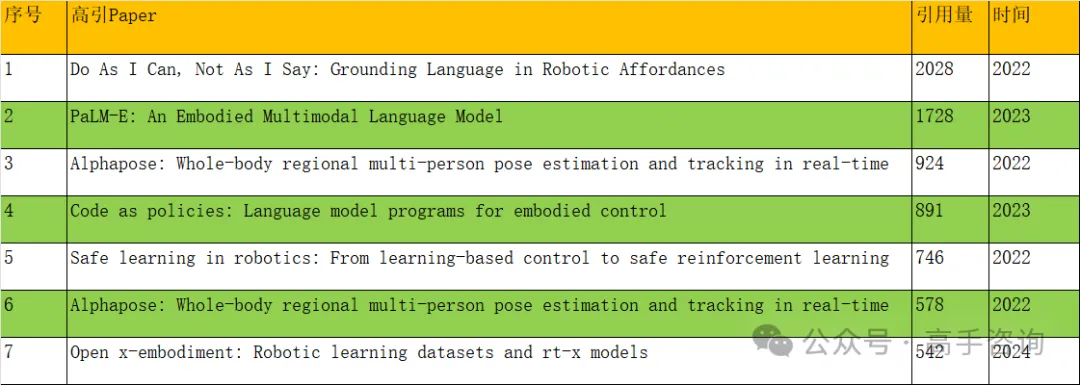 序号 高引Paper 引用量 时间
1 Do As I Can, Not As I Say: Grounding Language in Robotic Affordances 2028 2022
2 PaLM-E: An Embodied Multimodal Language Model 1728 2023
3 Alphapose: Whole-body regional multi-person pose estimation and tracking in real-time 924 2022
4 Code as policies: Language model programs for embodied control 891 2023
5 Safe learning in robotics: From learning-based control to safe reinforcement learning 746 2022
6 Alphapose: Whole-body regional multi-person pose estimation and tracking in real-time 578 2022
7 Open x-embodiment: Robotic learning datasets and rt-x models 542 2024
公众号 · 高手咨询